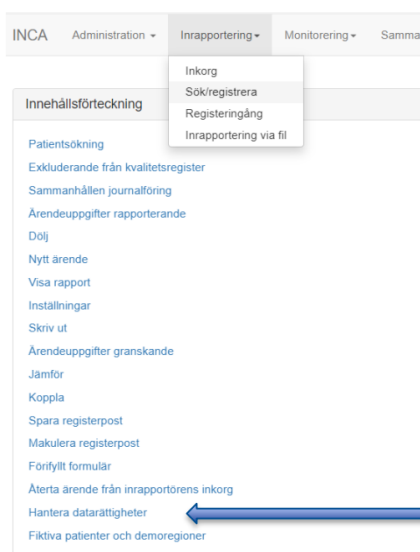 INCA Administration Inrapportering Monitorering Samma
Inkorg
Sök/registrera
Registeringång
Inrapportering via fil
Innehållsförteckning
Patientsökning
Exkluderande från kvalitetsregister
Sammanhållen journalföring
Ärendeuppgifter rapporterande
Dölj
Nytt ärende
Visa rapport
Inställningar
Skriv ut
Ärendeuppgifter granskande
Jämför
Koppla
Spara registerpost
Makulera registerpost
Förifyllt formulär
Återta ärende från inrapportörens inkorg
Hantera datarättigheter
Fiktiva patienter och demoregioner